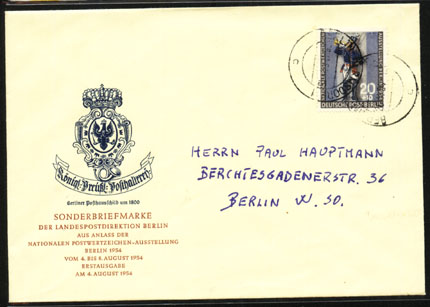 20
DEUTSCHE POST BERLIN
Königl. Preuß. Posthalterei
Berliner Posthausschild um 1800
SONDERBRIEFMARKE
DER LANDESPOSTDIREKTION BERLIN
AUS ANLASS DER
NATIONALEN POSTWERTZEICHEN-AUSSTELLUNG
BERLIN 1954
VOM 4. BIS 8. AUGUST 1954
ERSTAUSGABE
AM 4. AUGUST 1954
HERRN PAUL HAUPTMANN
BERCHTESGADENERSTR. 36
BERLIN W. 30.